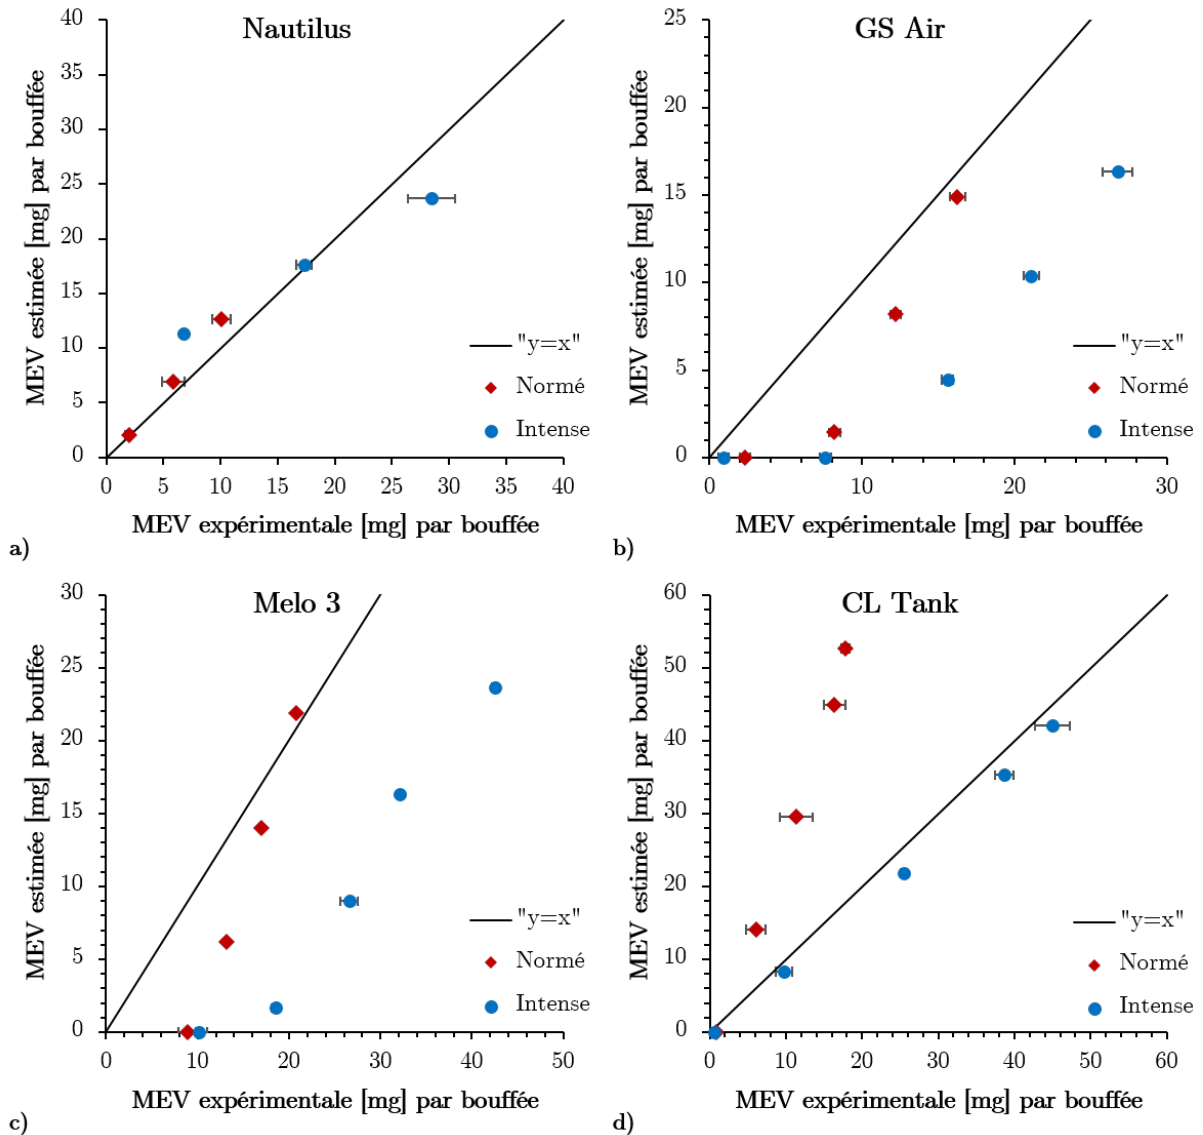 Nautilus
MEV estimée [mg] par bouffée
40
35
30
25
20
15
10
5
0
0 5 10 15 20 25 30 35 40
MEV expérimentale [mg] par bouffée
"y=x"
Normé
Intense
a)
GS Air
MEV estimée [mg] par bouffée
25
20
15
10
5
0
0 10 20 30
MEV expérimentale [mg] par bouffée
"y=x"
Normé
Intense
b)
Melo 3
MEV estimée [mg] par bouffée
30
25
20
15
10
5
0
0 10 20 30 40 50
MEV expérimentale [mg] par bouffée
"y=x"
Normé
Intense
c)
CL Tank
MEV estimée [mg] par bouffée
60
50
40
30
20
10
0
0 10 20 30 40 50 60
MEV expérimentale [mg] par bouffée
"y=x"
Normé
Intense
d)